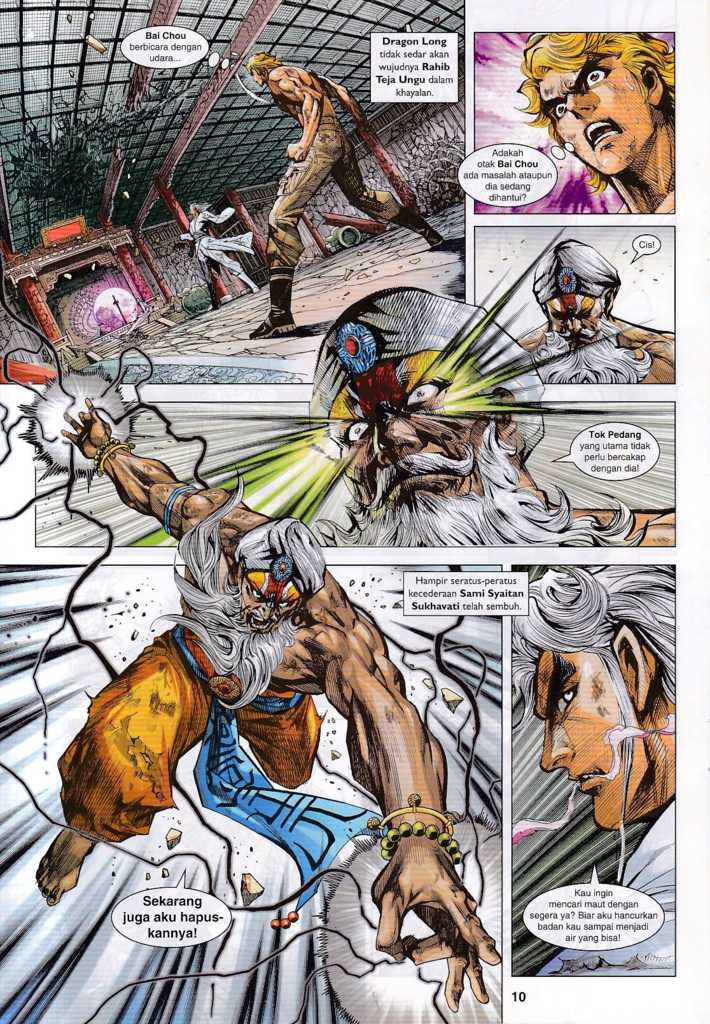 Bai Chou
berbicara dengan
udara...
Dragon Long
tidak sedar akan
wujudnya Rahib
Teja Ungu dalam
khayalan.
Adakah
otak Bai Chou
ada masalah ataupun
dia sedang
dihantui?
Cis!
Tok Pedang
yang utama tidak
perlu bercakap
dengan dia!
Hampir seratus-peratus
kecederaan Sami Syaitan
Sukhavati telah sembuh.
Sekarang
juga aku hapus-
kannya!
Kau ingin
mencari maut dengan
segera ya? Biar aku hancurkan
badan kau sampai menjadi
air yang bisa!
10